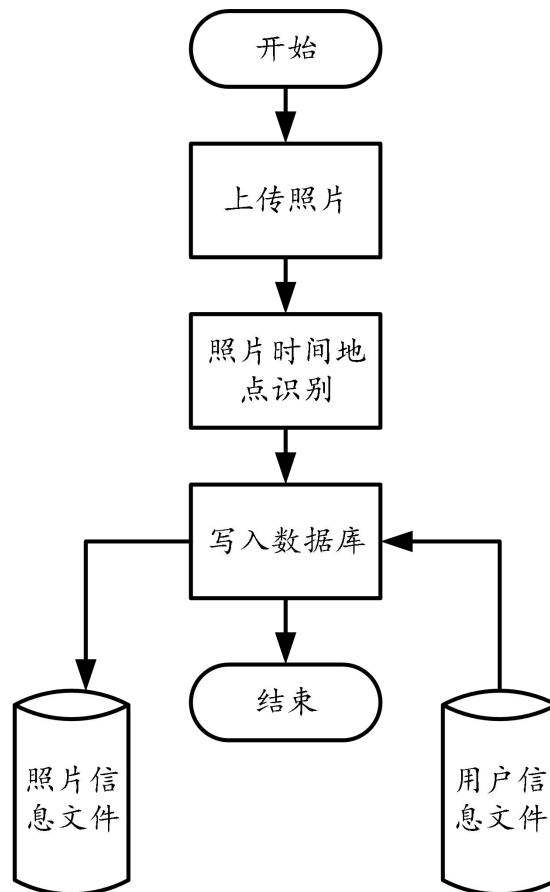 开始
上传照片
照片时间地
点识别
写入数据库
结束
照片信
息文件
用户信
息文件